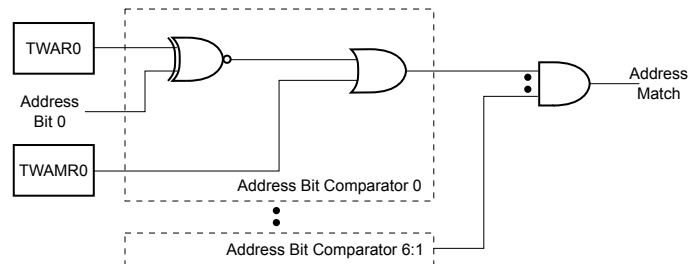 TWAR0
Address
Bit 0
TWAMR0
Address Bit Comparator 0
Address Bit Comparator 6:1
Address
Match